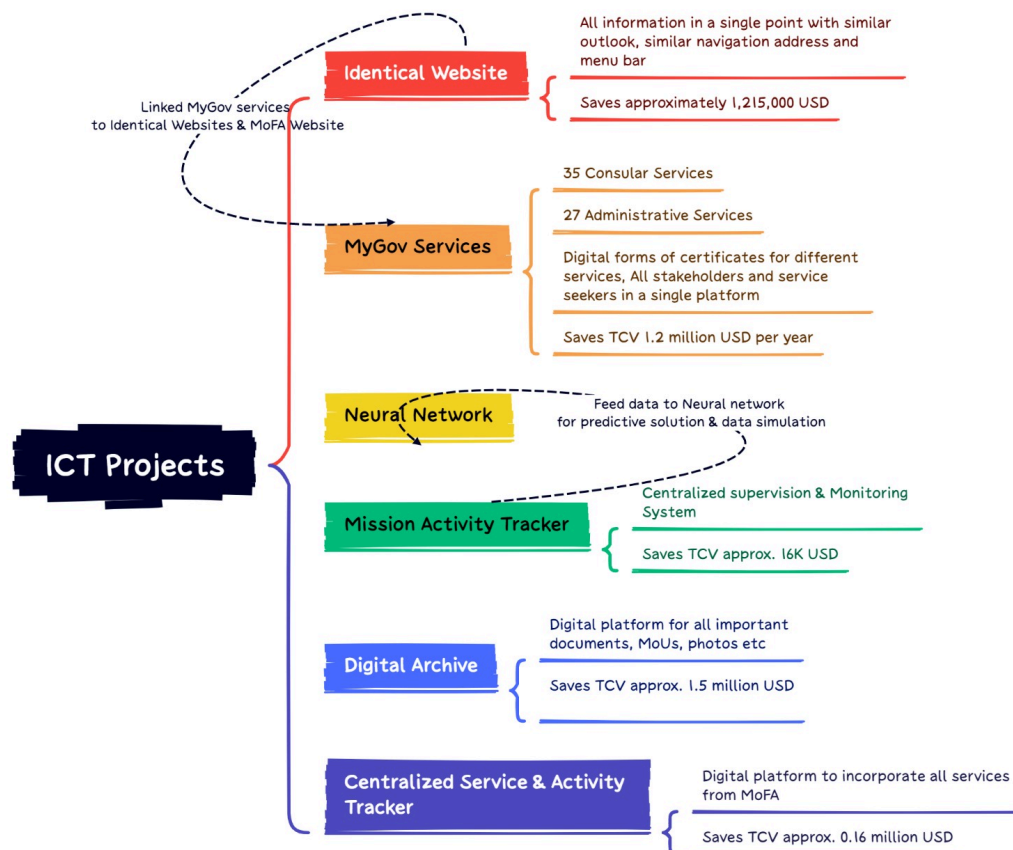 All information in a single point with similar
outlook, similar navigation address and
menu bar
Identical Website
Saves approximately 1,215,000 USD
Linked MyGov services
to Identical Websites & MoFA Website
35 Consular Services
27 Administrative Services
MyGov Services
Digital forms of certificates for different
services, All stakeholders and service
seekers in a single platform
Saves TCV 1.2 million USD per year
Neural Network
Feed data to Neural network
for predictive solution & data simulation
ICT Projects
Mission Activity Tracker
Centralized supervision & Monitoring
System
Saves TCV approx. 16K USD
Digital Archive
Digital platform for all important
documents, MoUs, photos etc
Saves TCV approx. 1.5 million USD
Centralized Service & Activity
Tracker
Digital platform to incorporate all services
from MoFA
Saves TCV approx. 0.16 million USD